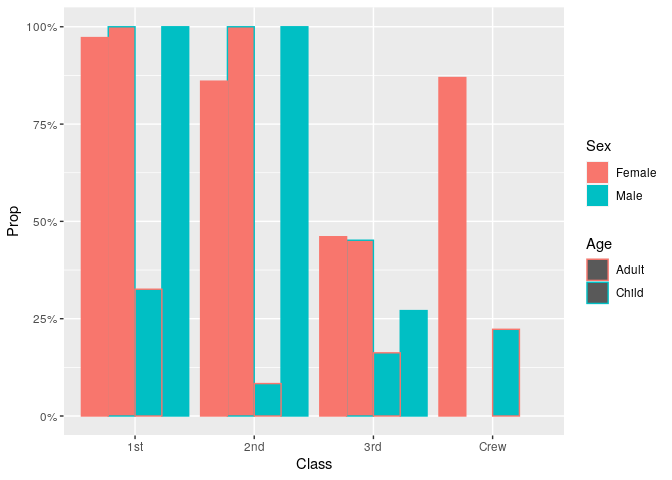 100%
75%
50%
25%
0%
Prop
1st 2nd 3rd Crew
Class
Sex
Female
Male
Age
Adult
Child